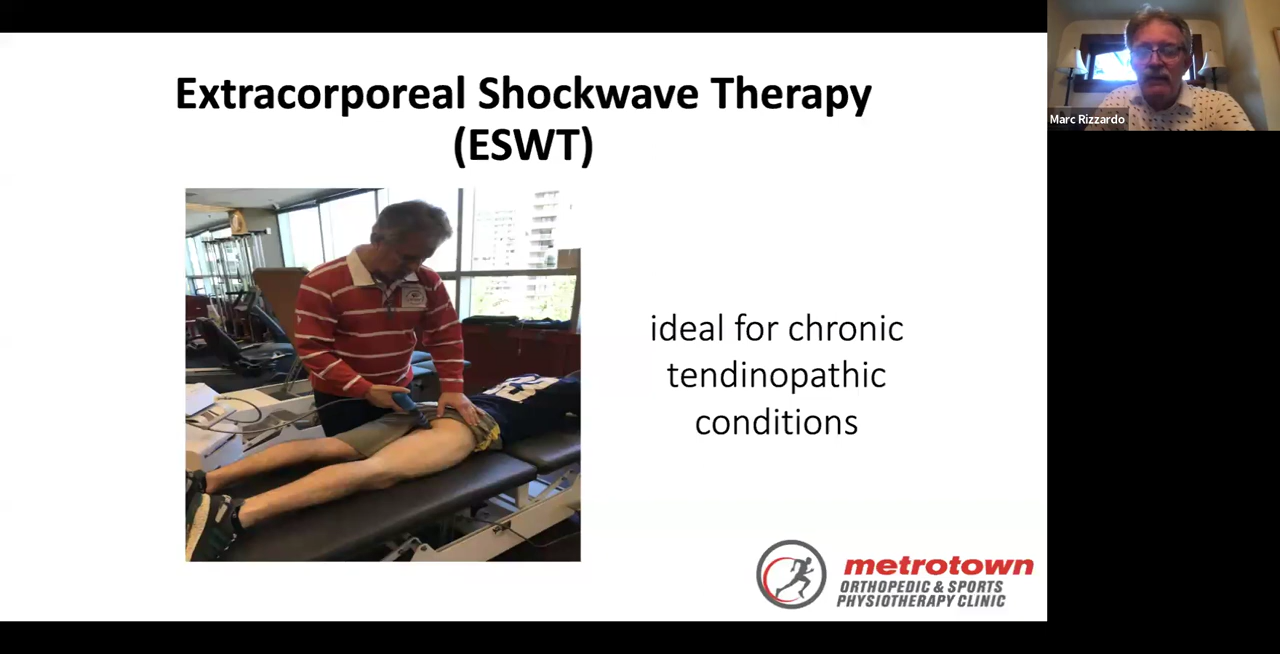 Extracorporeal Shockwave Therapy
(ESWT)
Marc Rizzardo
ideal for chronic
tendinopathic
conditions
metrotown
ORTHOPEDIC & SPORTS
PHYSIOTHERAPY CLINIC